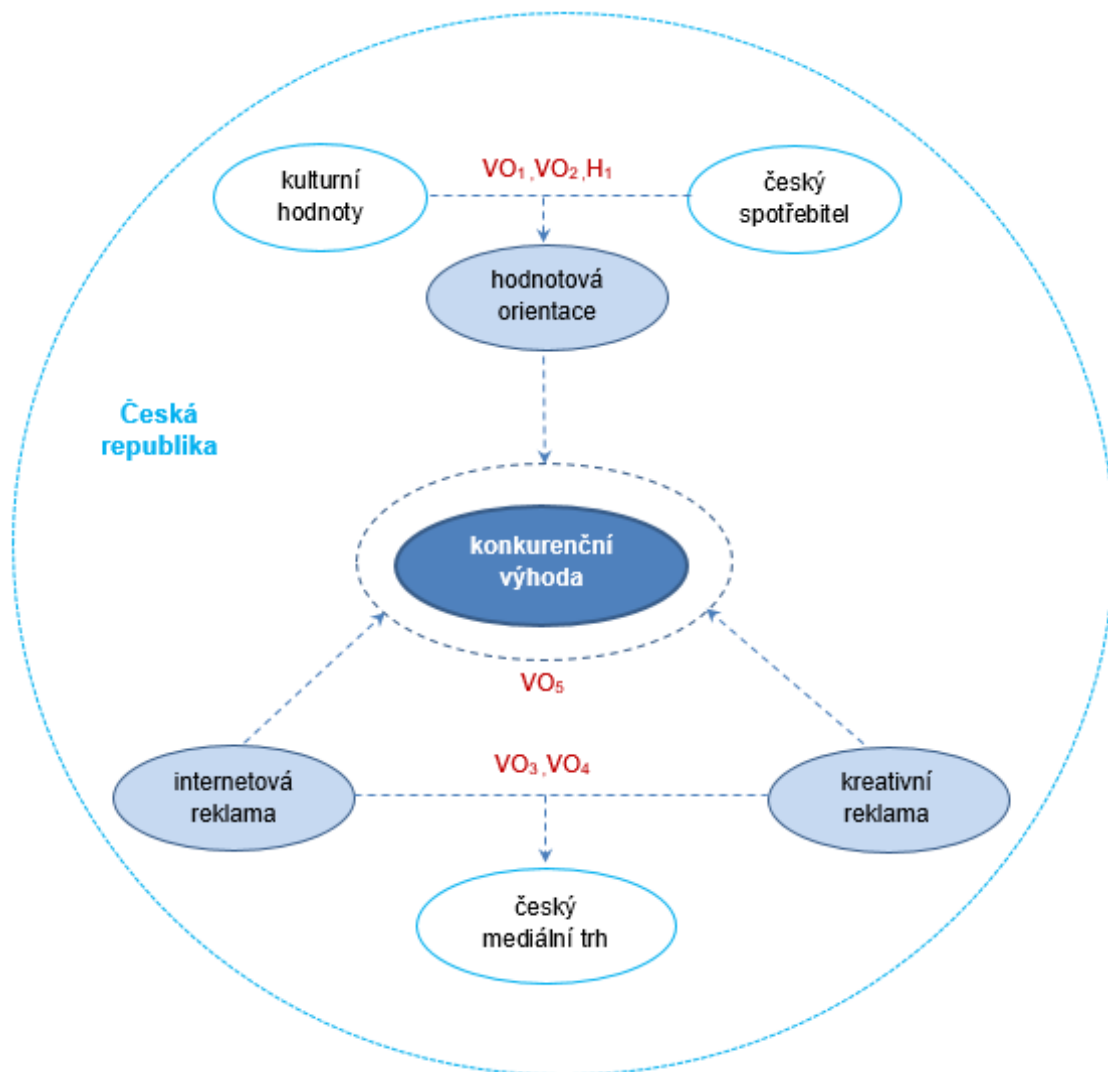 kulturní
hodnoty
VO₁,VO₂,H₁
český
spotřebitel
hodnotová
orientace
Česká
republika
konkurenční
výhoda
VO₅
internetová
reklama
VO₃,VO₄
kreativní
reklama
český
mediální trh